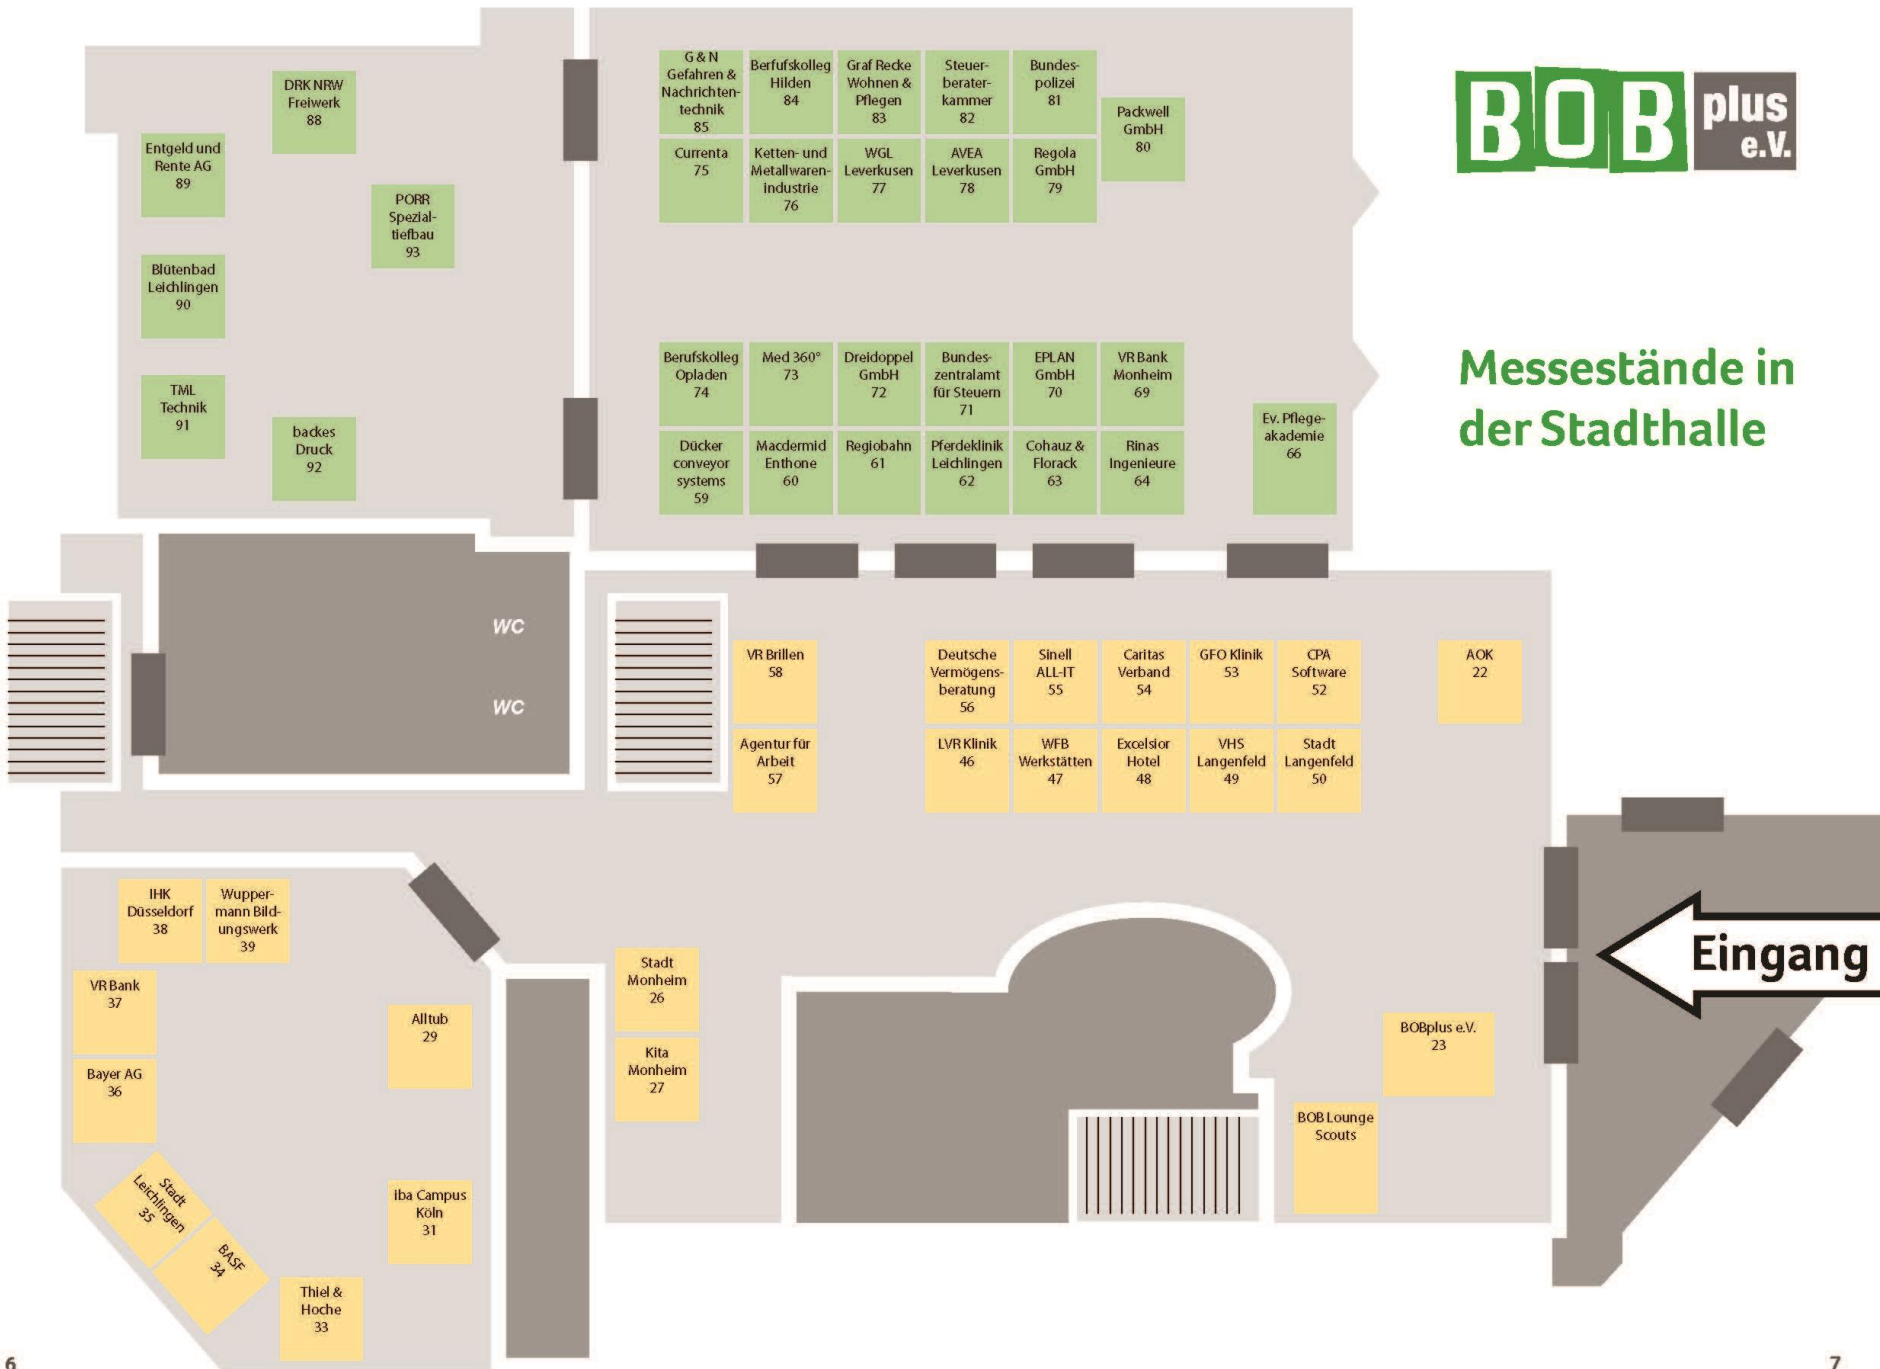 BOB plus
e.V.
Messestände in
der Stadthalle
DRK NRW
Freiwerk
88
Entgeld und
Rente AG
89
PORR
Spezial-
tiefbau
93
Blütenbad
Leichlingen
90
TML
Technik
91
backes
Druck
92
G & N
Gefahren &
Nachrichten-
technik
85
Berfufskolleg
Hilden
84
Graf Recke
Wohnen &
Pflegen
83
Steuer-
berater-
kammer
82
Bundes-
polizei
81
Packwell
GmbH
80
Currenta
75
Ketten- und
Metallwaren-
industrie
76
WGL
Leverkusen
77
AVEA
Leverkusen
78
Regola
GmbH
79
Berufskolleg
Opladen
74
Med 360°
73
Dreidoppel
GmbH
72
Bundes-
zentralamt
für Steuern
71
EPLAN
GmbH
70
VR Bank
Monheim
69
Ev. Pflege-
akademie
66
Dücker
conveyor
systems
59
Macdermid
Enthone
60
Regiobahn
61
Pferdeklinik
Leichlingen
62
Cohauz &
Florack
63
Rinas
Ingenieure
64
WC
WC
VR Brillen
58
Deutsche
Vermögens-
beratung
56
Sinell
ALL-IT
55
Caritas
Verband
54
GFO Klinik
53
CPA
Software
52
AOK
22
Agentur für
Arbeit
57
LVR Klinik
46
WFB
Werkstätten
47
Excelsior
Hotel
48
VHS
Langenfeld
49
Stadt
Langenfeld
50
Eingang
IHK
Düsseldorf
38
Wupper-
mann Bild-
ungswerk
39
VR Bank
37
Alltub
29
Bayer AG
36
Stadt
Leichlingen
35
BASF
34
iba Campus
Köln
31
Thiel &
Hoche
33
Stadt
Monheim
26
Kita
Monheim
27
BOBplus e.V.
23
BOB Lounge
Scouts
6
7